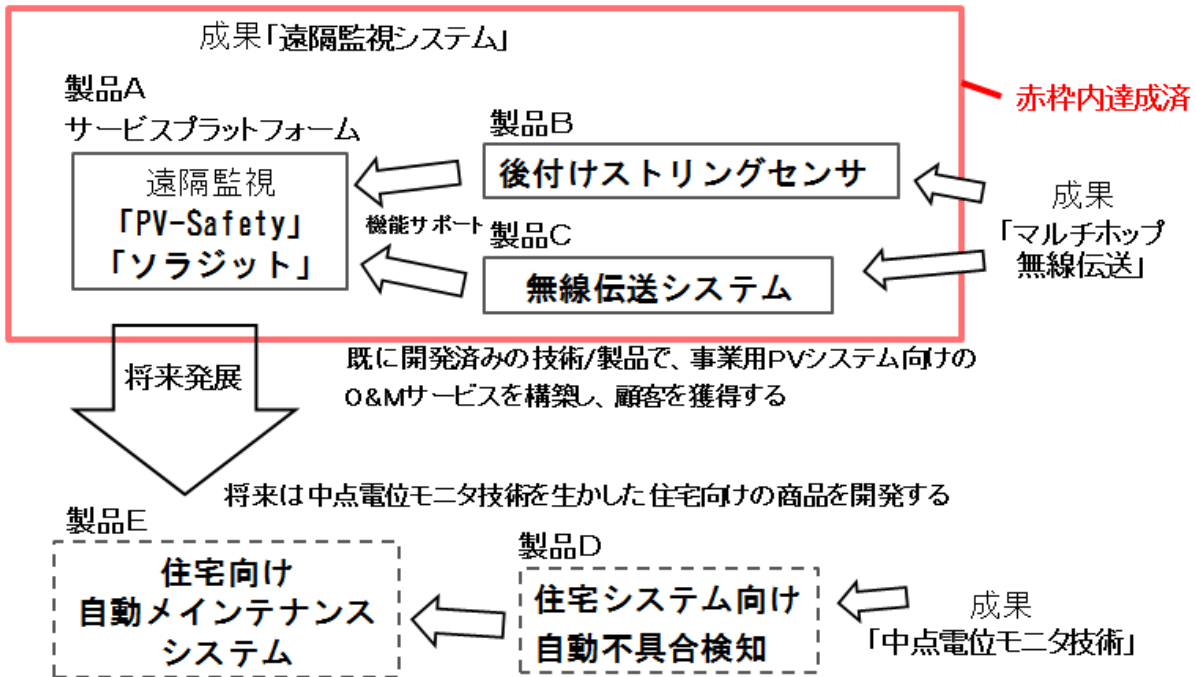 成果「遠隔監視システム」
製品A
サービスプラットフォーム
遠隔監視
「PV-Safety」
「ソラジット」
製品B
後付けストリングセンサ
機能サポート
製品C
無線伝送システム
赤枠内達成済
成果
「マルチホップ
無線伝送」
将来発展
既に開発済みの技術/製品で、事業用PVシステム向けの
O&Mサービスを構築し、顧客を獲得する
将来は中点電位モニタ技術を生かした住宅向けの商品を開発する
製品E
住宅向け
自動メインテナンス
システム
製品D
住宅システム向け
自動不具合検知
成果
「中点電位モニタ技術」